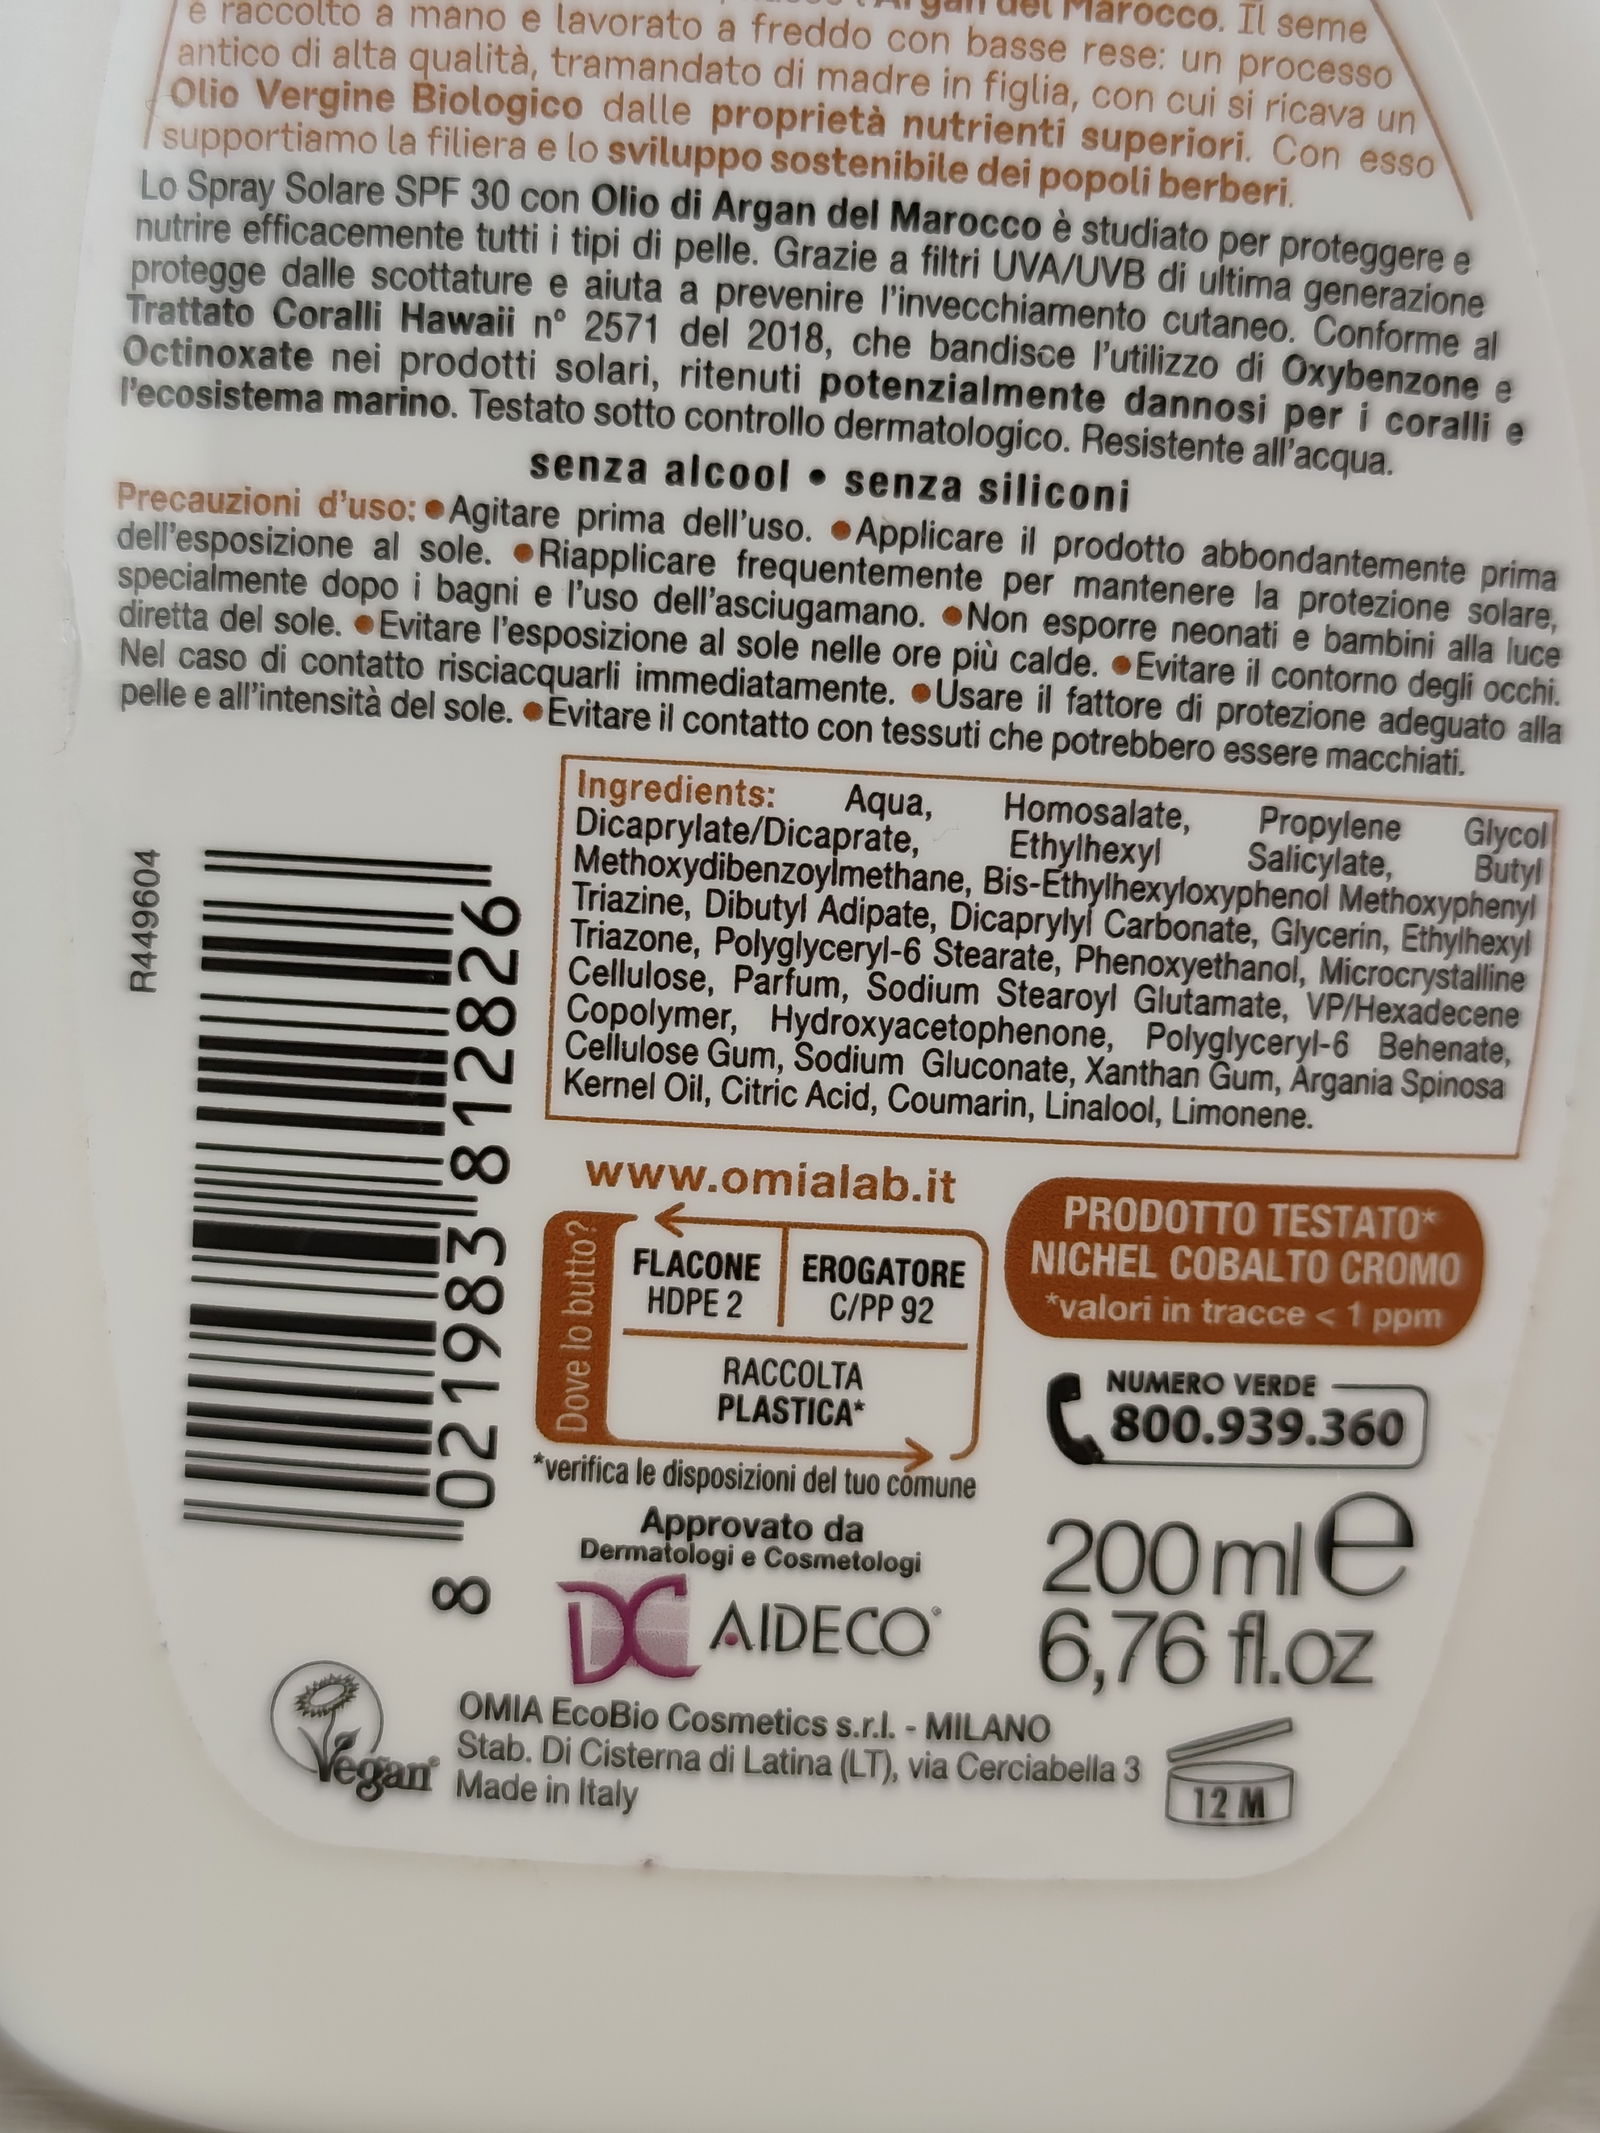 Argan del Marocco. Il seme
è raccolto a mano e lavorato a freddo con basse rese: un processo
antico di alta qualità, tramandato di madre in figlia, con cui si ricava un
Olio Vergine Biologico dalle proprietà nutrienti superiori. Con esso
supportiamo la filiera e lo sviluppo sostenibile dei popoli berberi.
Lo Spray Solare SPF 30 con Olio di Argan del Marocco è studiato per proteggere e
nutrire efficacemente tutti i tipi di pelle. Grazie a filtri UVA/UVB di ultima generazione
protegge dalle scottature e aiuta a prevenire l'invecchiamento cutaneo. Conforme al
Trattato Coralli Hawaii n° 2571 del 2018, che bandisce l'utilizzo di Oxybenzone e
Octinoxate nei prodotti solari, ritenuti potenzialmente dannosi per i coralli e
l'ecosistema marino. Testato sotto controllo dermatologico. Resistente all'acqua.
senza alcool • senza siliconi
Precauzioni d'uso: ●Agitare prima dell'uso. ●Applicare il prodotto abbondantemente prima
dell'esposizione al sole. ●Riapplicare frequentemente per mantenere la protezione solare,
specialmente dopo i bagni e l'uso dell'asciugamano. ●Non esporre neonati e bambini alla luce
diretta del sole. ●Evitare l'esposizione al sole nelle ore più calde. ●Evitare il contorno degli occhi.
Nel caso di contatto risciacquarli immediatamente. ●Usare il fattore di protezione adeguato alla
pelle e all'intensità del sole. ●Evitare il contatto con tessuti che potrebbero essere macchiati.
Ingredients: Aqua, Homosalate, Propylene Glycol
Dicaprylate/Dicaprate, Ethylhexyl Salicylate, Butyl
Methoxydibenzoylmethane, Bis-Ethylhexyloxyphenol Methoxyphenyl
Triazine, Dibutyl Adipate, Dicaprylyl Carbonate, Glycerin, Ethylhexyl
Triazone, Polyglyceryl-6 Stearate, Phenoxyethanol, Microcrystalline
Cellulose, Parfum, Sodium Stearoyl Glutamate, VP/Hexadecene
Copolymer, Hydroxyacetophenone, Polyglyceryl-6 Behenate,
Cellulose Gum, Sodium Gluconate, Xanthan Gum, Argania Spinosa
Kernel Oil, Citric Acid, Coumarin, Linalool, Limonene.
R449604
8 021983 812826
www.omialab.it
Dove lo butto?
FLACONE
HDPE 2
EROGATORE
C/PP 92
RACCOLTA
PLASTICA*
*verifica le disposizioni del tuo comune
PRODOTTO TESTATO*
NICHEL COBALTO CROMO
*valori in tracce < 1 ppm
NUMERO VERDE
800.939.360
Approvato da
Dermatologi e Cosmetologi
DC AIDECO
200 ml e
6,76 fl.oz
Vegan
OMIA EcoBio Cosmetics s.r.l. - MILANO
Stab. Di Cisterna di Latina (LT), via Cerciabella 3
Made in Italy
12 M